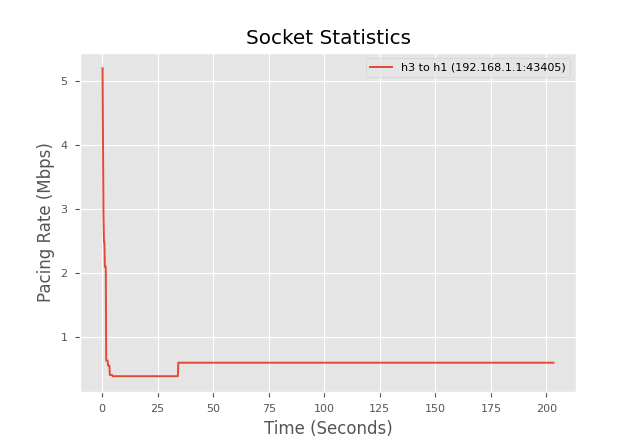 Socket Statistics
h3 to h1 (192.168.1.1:43405)
Pacing Rate (Mbps)
5
4
3
2
1
0 25 50 75 100 125 150 175 200
Time (Seconds)